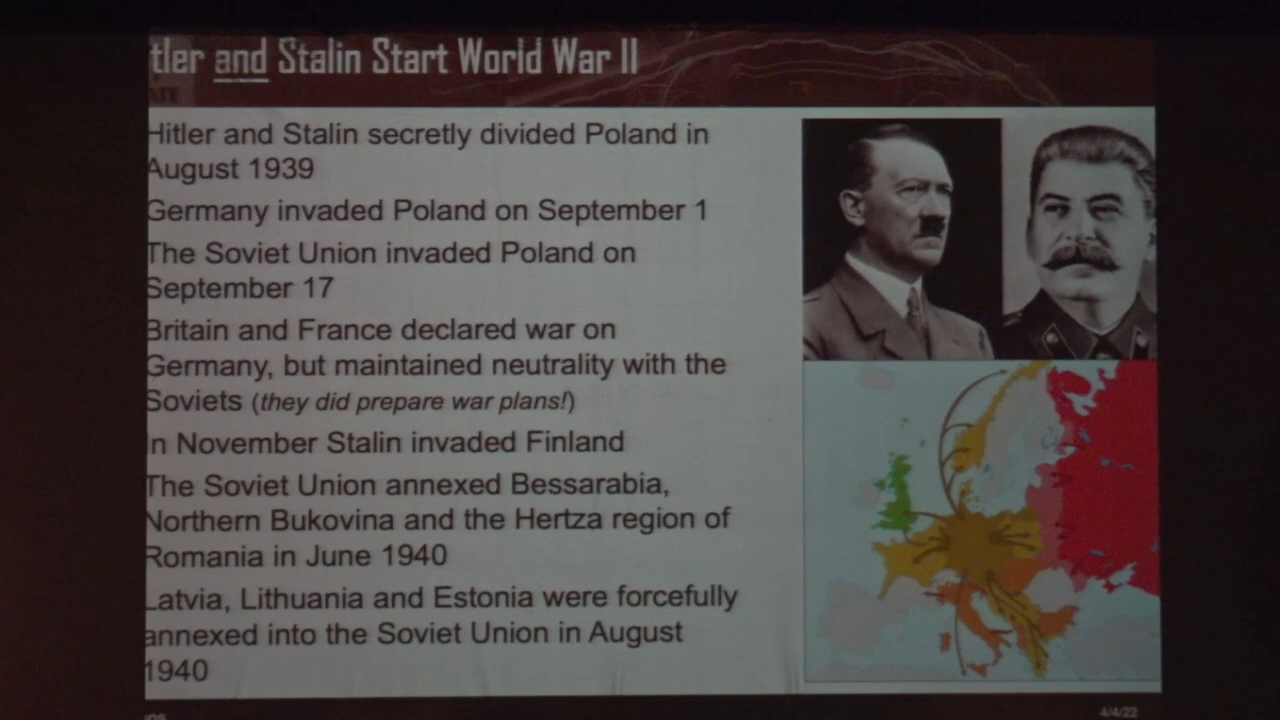 tler and Stalin Start World War II
ATE
Hitler and Stalin secretly divided Poland in
August 1939
Germany invaded Poland on September 1
The Soviet Union invaded Poland on
September 17
Britain and France declared war on
Germany, but maintained neutrality with the
Soviets (they did prepare war plans!)
In November Stalin invaded Finland
The Soviet Union annexed Bessarabia,
Northern Bukovina and the Hertza region of
Romania in June 1940
Latvia, Lithuania and Estonia were forcefully
annexed into the Soviet Union in August
1940
4/4/22